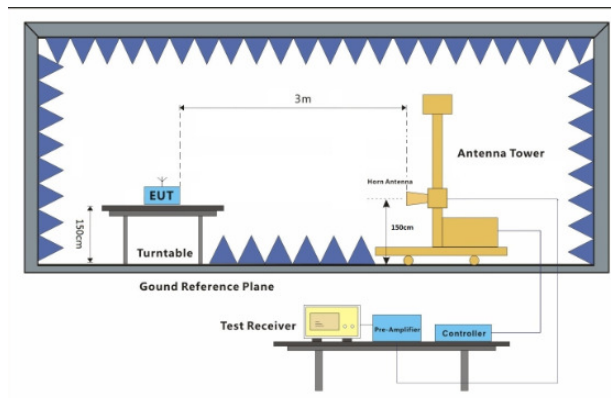 3m
Antenna Tower
Horn Antenna
EUT
150cm
150cm
Turntable
Gound Reference Plane
Test Receiver
Pre-Amplifier
Controller